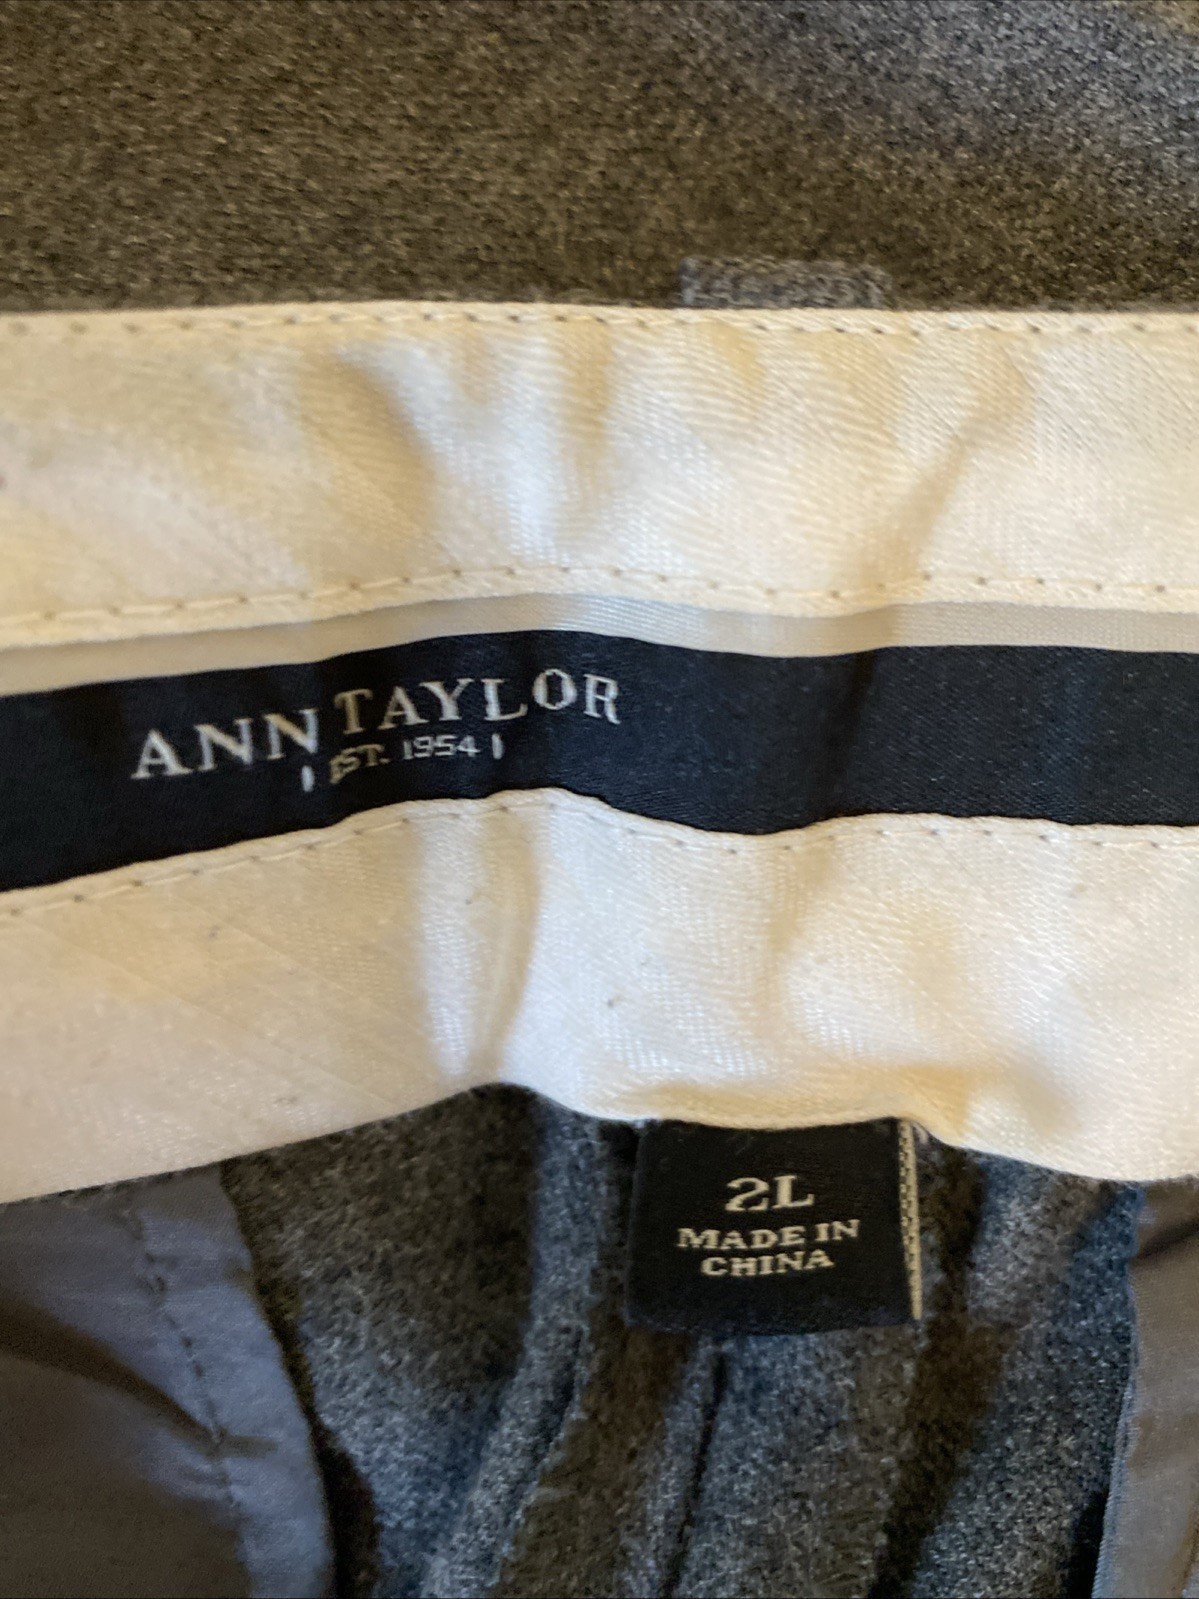 ANN TAYLOR
EST. 1954
2L
MADE IN
CHINA